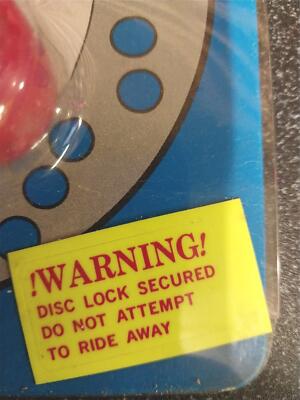 !WARNING!
DISC LOCK SECURED
DO NOT ATTEMPT
TO RIDE AWAY